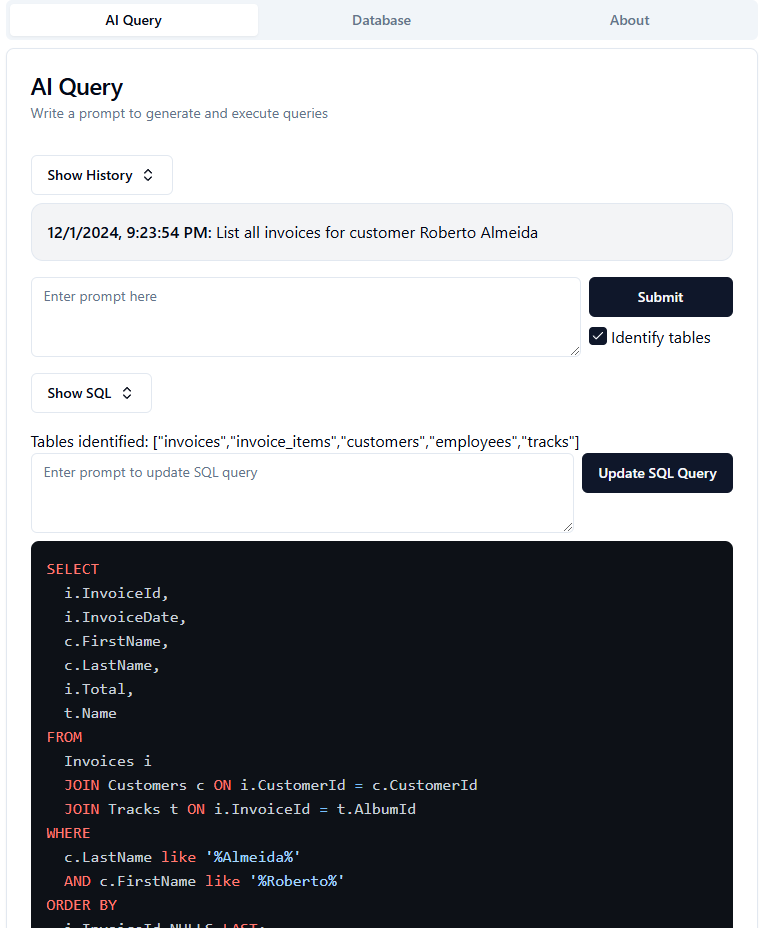 AI Query Database About
AI Query
Write a prompt to generate and execute queries
Show History
12/1/2024, 9:23:54 PM: List all invoices for customer Roberto Almeida
Enter prompt here
Submit
Identify tables
Show SQL
Tables identified: ["invoices","invoice_items","customers","employees","tracks"]
Enter prompt to update SQL query
Update SQL Query
SELECT
i.InvoiceId,
i.InvoiceDate,
c.FirstName,
c.LastName,
i.Total,
t.Name
FROM
Invoices i
JOIN Customers c ON i.CustomerId = c.CustomerId
JOIN Tracks t ON i.InvoiceId = t.AlbumId
WHERE
c.LastName like '%Almeida%'
AND c.FirstName like '%Roberto%'
ORDER BY
i.InvoiceId NULLS LAST;